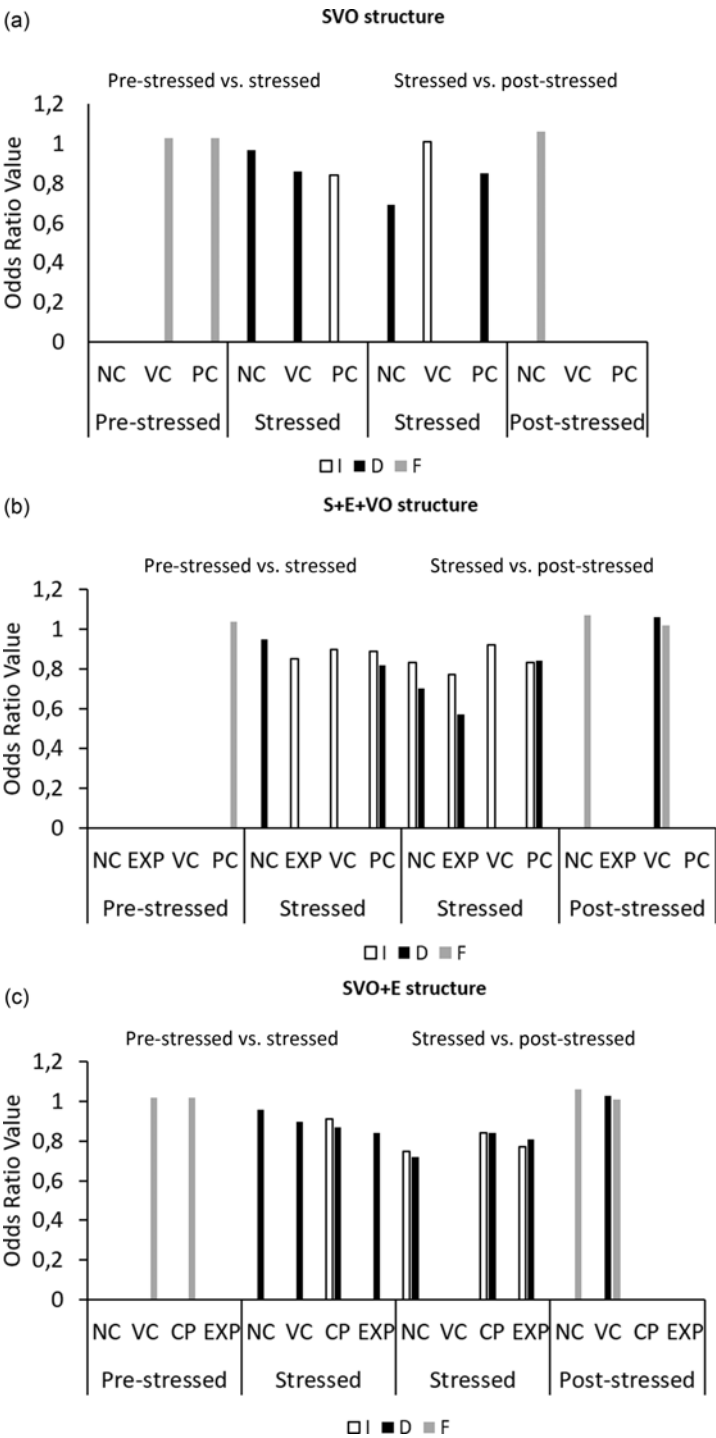 (a)
SVO structure
Pre-stressed vs. stressed Stressed vs. post-stressed
Odds Ratio Value
1,2
1
0,8
0,6
0,4
0,2
0
NC VC PC NC VC PC NC VC PC NC VC PC
Pre-stressed Stressed Stressed Post-stressed
I D F
(b)
S+E+VO structure
Pre-stressed vs. stressed Stressed vs. post-stressed
Odds Ratio Value
1,2
1
0,8
0,6
0,4
0,2
0
NC EXP VC PC NC EXP VC PC NC EXP VC PC NC EXP VC PC
Pre-stressed Stressed Stressed Post-stressed
I D F
(c)
SVO+E structure
Pre-stressed vs. stressed Stressed vs. post-stressed
Odds Ratio Value
1,2
1
0,8
0,6
0,4
0,2
0
NC VC CP EXP NC VC CP EXP NC VC CP EXP NC VC CP EXP
Pre-stressed Stressed Stressed Post-stressed
I D F